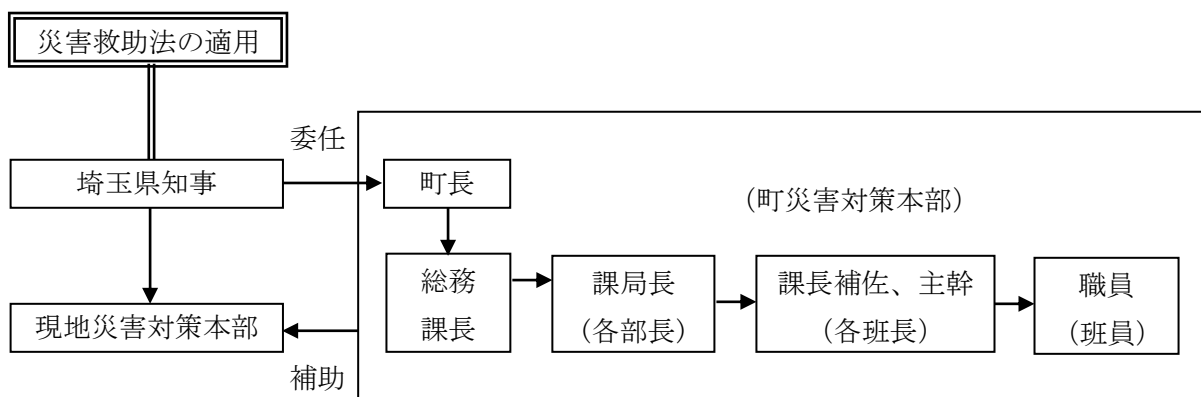 災害救助法の適用
委任
埼玉県知事
町長
(町災害対策本部)
総務
課長
課局長
(各部長)
課長補佐、主幹
(各班長)
職員
(班員)
現地災害対策本部
補助